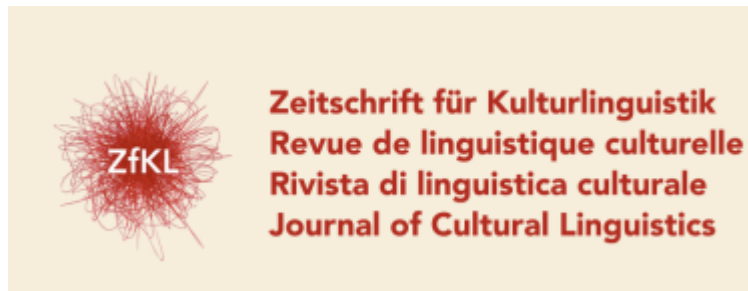 ZfKL
Zeitschrift für Kulturlinguistik
Revue de linguistique culturelle
Rivista di linguistica culturale
Journal of Cultural Linguistics